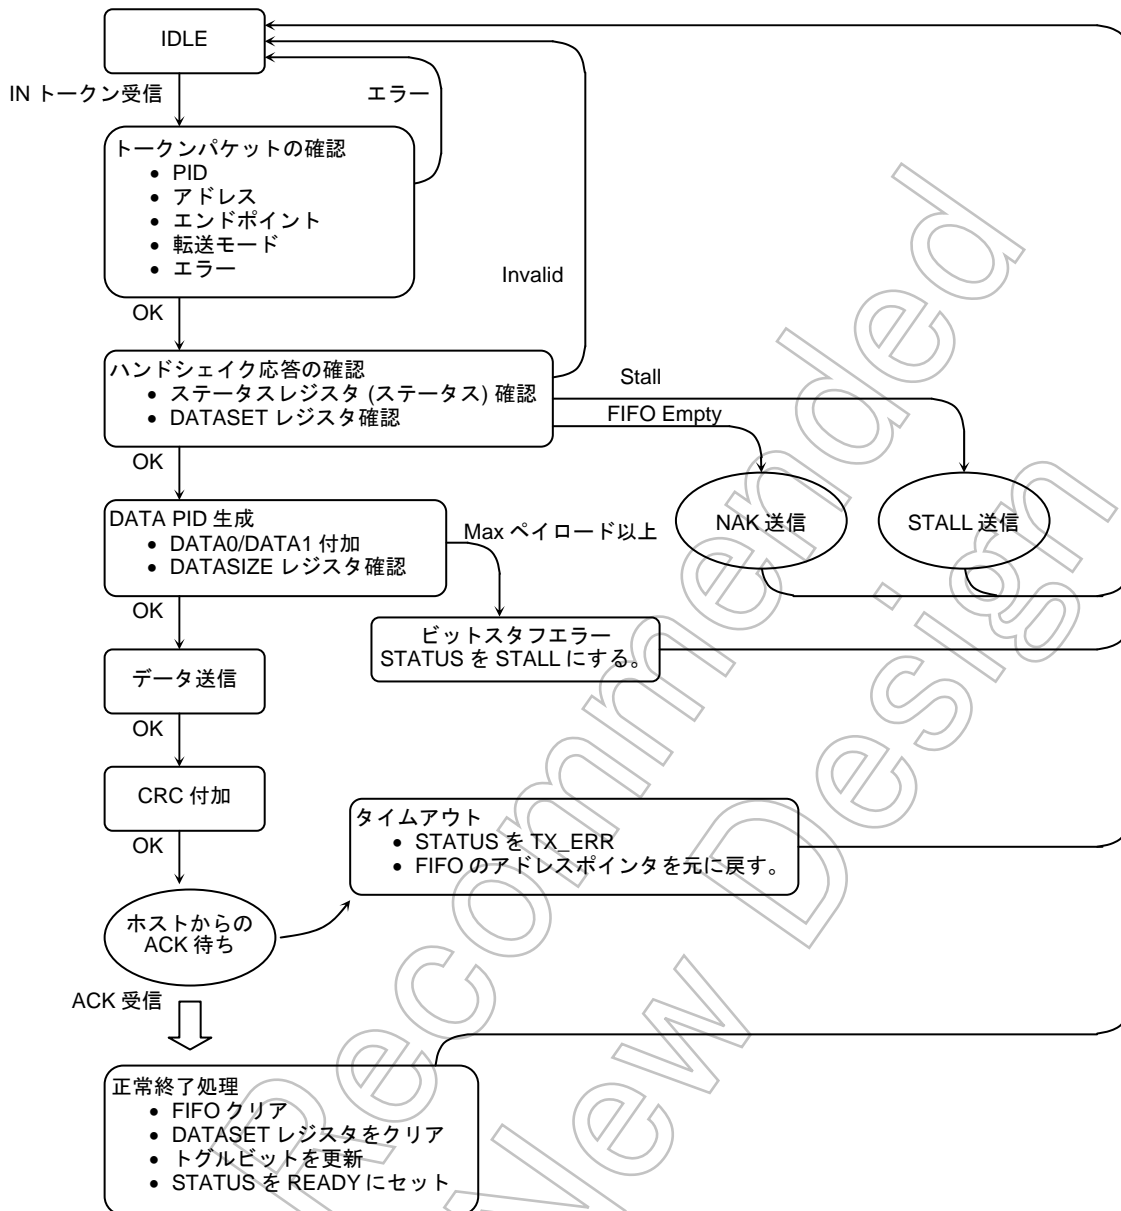 IDLE
IN トークン受信
エラー
トークンパケットの確認
• PID
• アドレス
• エンドポイント
• 転送モード
• エラー
Invalid
OK
ハンドシェイク応答の確認
• ステータスレジスタ (ステータス) 確認
• DATASET レジスタ確認
Stall
FIFO Empty
OK
NAK 送信
STALL 送信
DATA PID 生成
• DATA0/DATA1 付加
• DATASIZE レジスタ確認
Max ペイロード以上
OK
ビットスタフエラー
STATUS を STALL にする。
データ送信
OK
CRC 付加
OK
タイムアウト
• STATUS を TX_ERR
• FIFO のアドレスポインタを元に戻す。
ホストからの
ACK 待ち
ACK 受信
正常終了処理
• FIFO クリア
• DATASET レジスタをクリア
• トグルビットを更新
• STATUS を READY にセット
Recommended
New Design